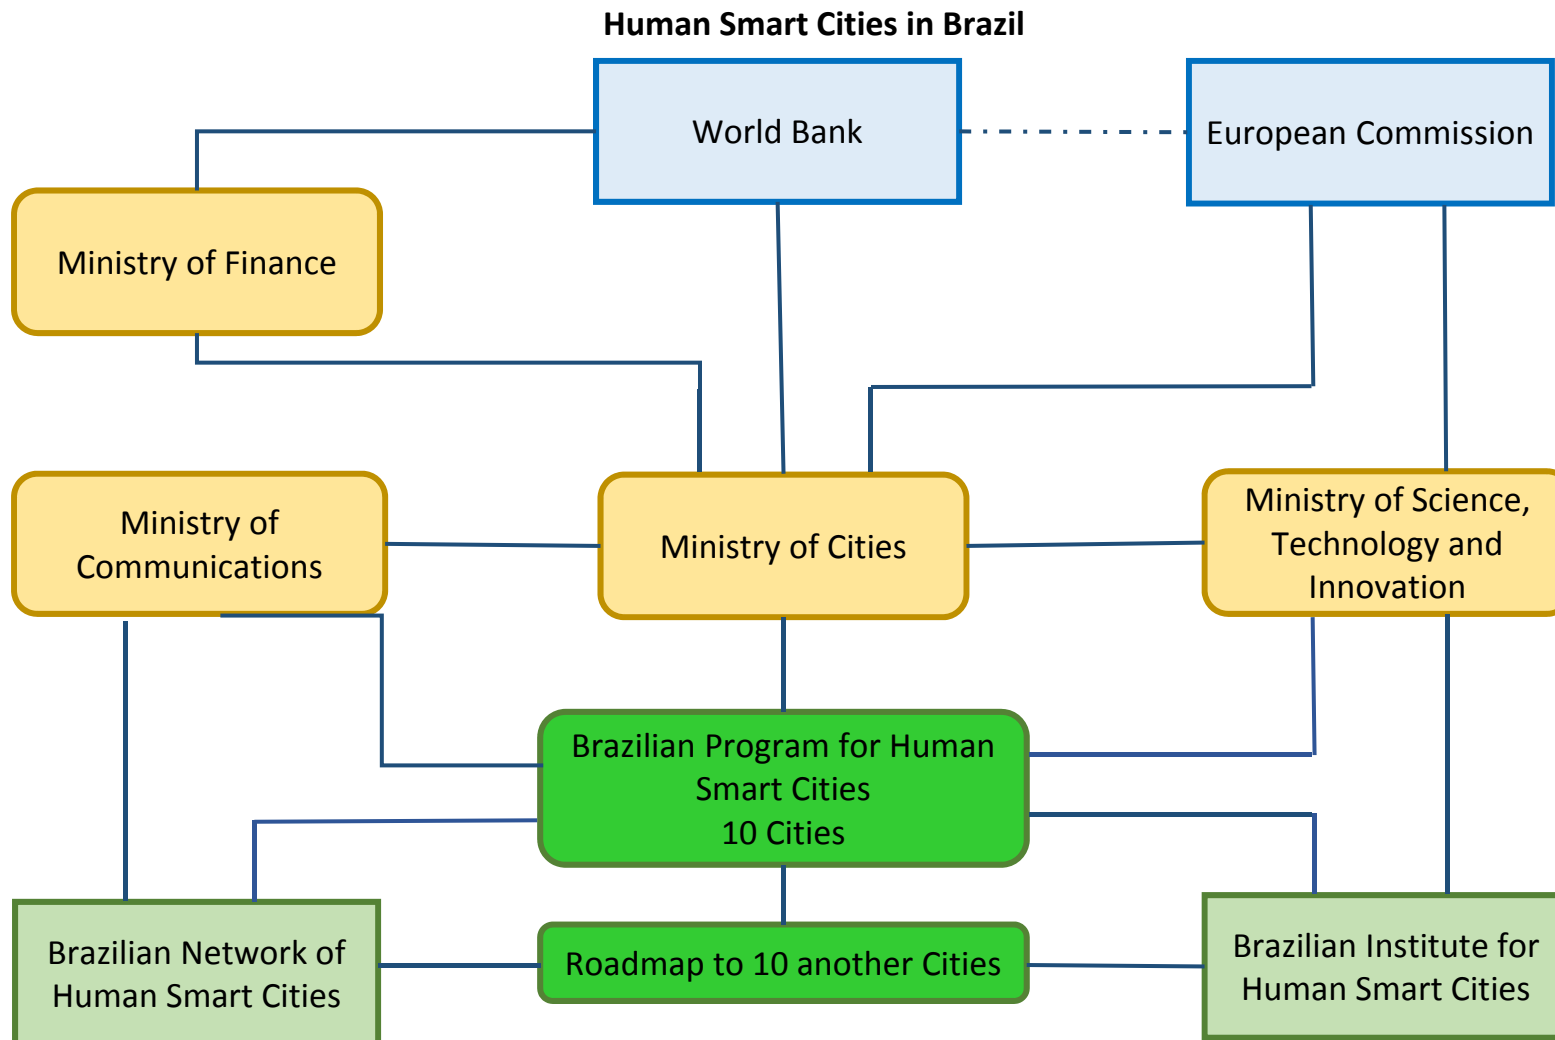 Human Smart Cities in Brazil
World Bank
European Commission
Ministry of Finance
Ministry of
Communications
Ministry of Cities
Ministry of Science,
Technology and
Innovation
Brazilian Program for Human
Smart Cities
10 Cities
Brazilian Network of
Human Smart Cities
Roadmap to 10 another Cities
Brazilian Institute for
Human Smart Cities